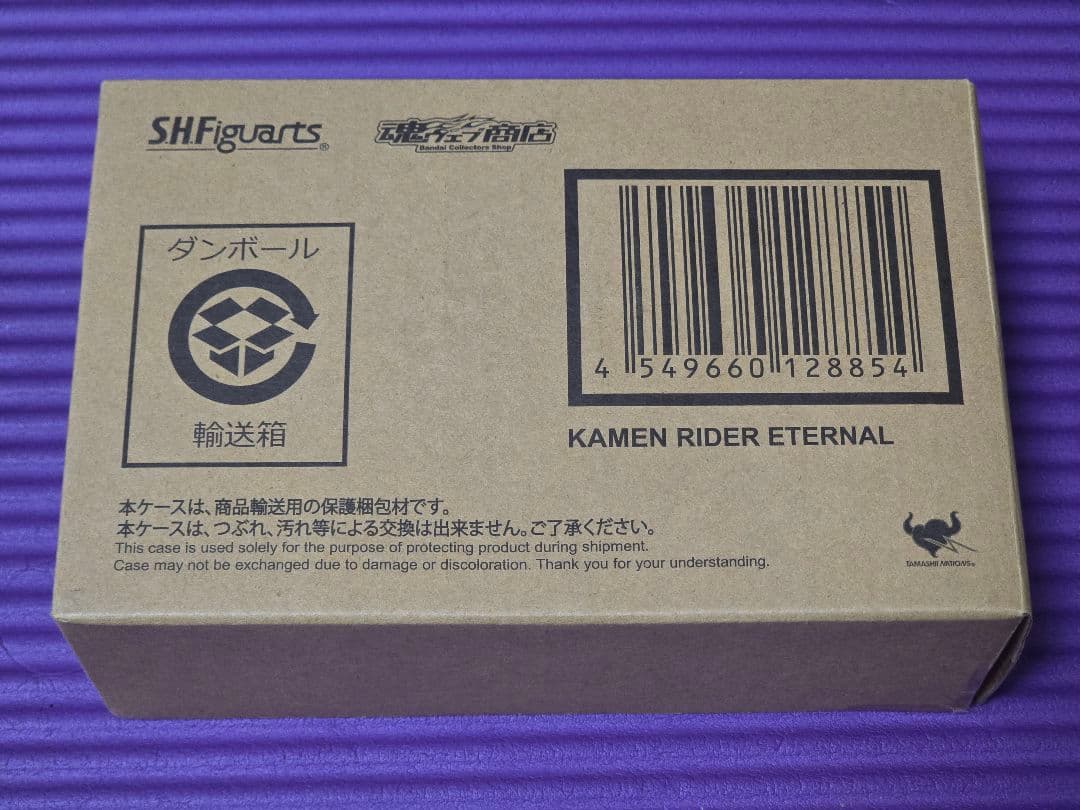 S.H.Figuarts®
魂ウェブ商店
Bandai Collectors Shop
ダンボール
輸送箱
4 549660 128854
KAMEN RIDER ETERNAL
本ケースは、商品輸送用の保護梱包材です。
本ケースは、つぶれ、汚れ等による交換は出来ません。ご了承ください。
This case is used solely for the purpose of protecting product during shipment.
Case may not be exchanged due to damage or discoloration. Thank you for your understanding.
TAMASHII NATIONS®